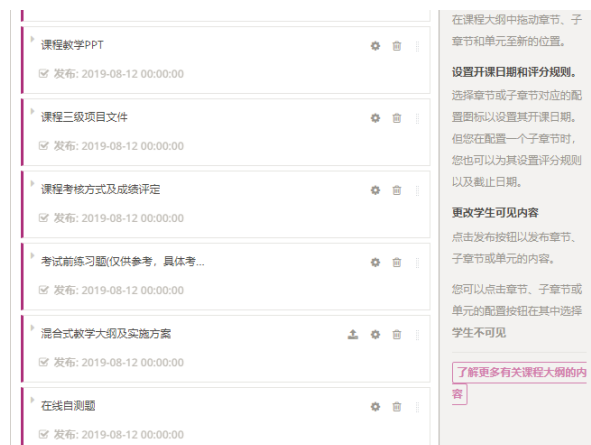 课程教学PPT
发布: 2019-08-12 00:00:00
课程三级项目文件
发布: 2019-08-12 00:00:00
课程考核方式及成绩评定
发布: 2019-08-12 00:00:00
考试前练习题(仅供参考，具体考...
发布: 2019-08-12 00:00:00
混合式教学大纲及实施方案
发布: 2019-08-12 00:00:00
在线自测题
发布: 2019-08-12 00:00:00
在课程大纲中拖动章节、子
章节和单元至新的位置。
设置开课日期和评分规则。
选择章节或子章节对应的配
置图标以设置其开课日期。
但您在配置一个子章节时，
您也可以为其设置评分规则
以及截止日期。
更改学生可见内容
点击发布按钮以发布章节、
子章节或单元的内容。
您可以点击章节、子章节或
单元的配置按钮在其中选择
学生不可见
了解更多有关课程大纲的内
容